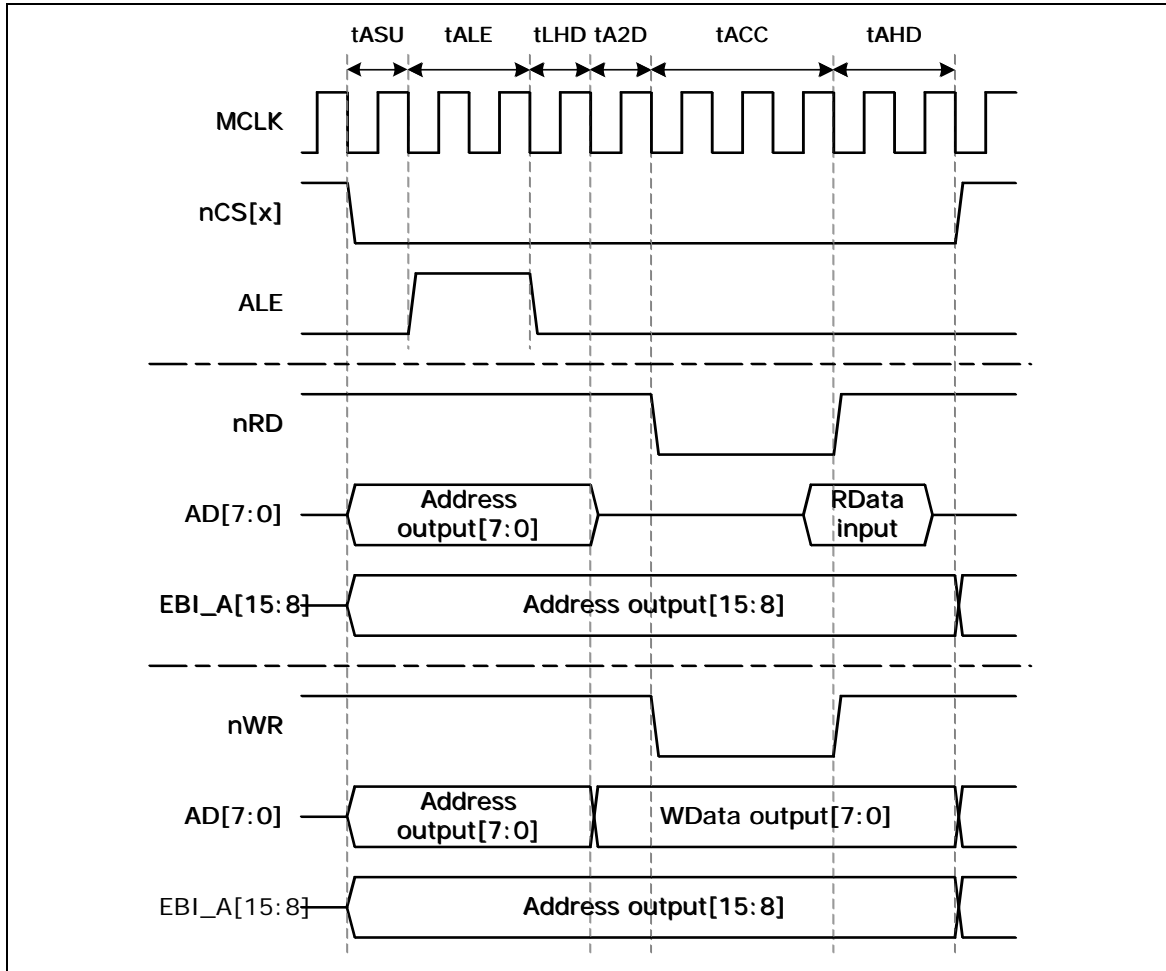 tASU tALE tLHD tA2D tACC tAHD
MCLK
nCS[x]
ALE
nRD
AD[7:0]
Address
output[7:0]
RData
input
EBI_A[15:8]
Address output[15:8]
nWR
AD[7:0]
Address
output[7:0]
WData output[7:0]
EBI_A[15:8]
Address output[15:8]